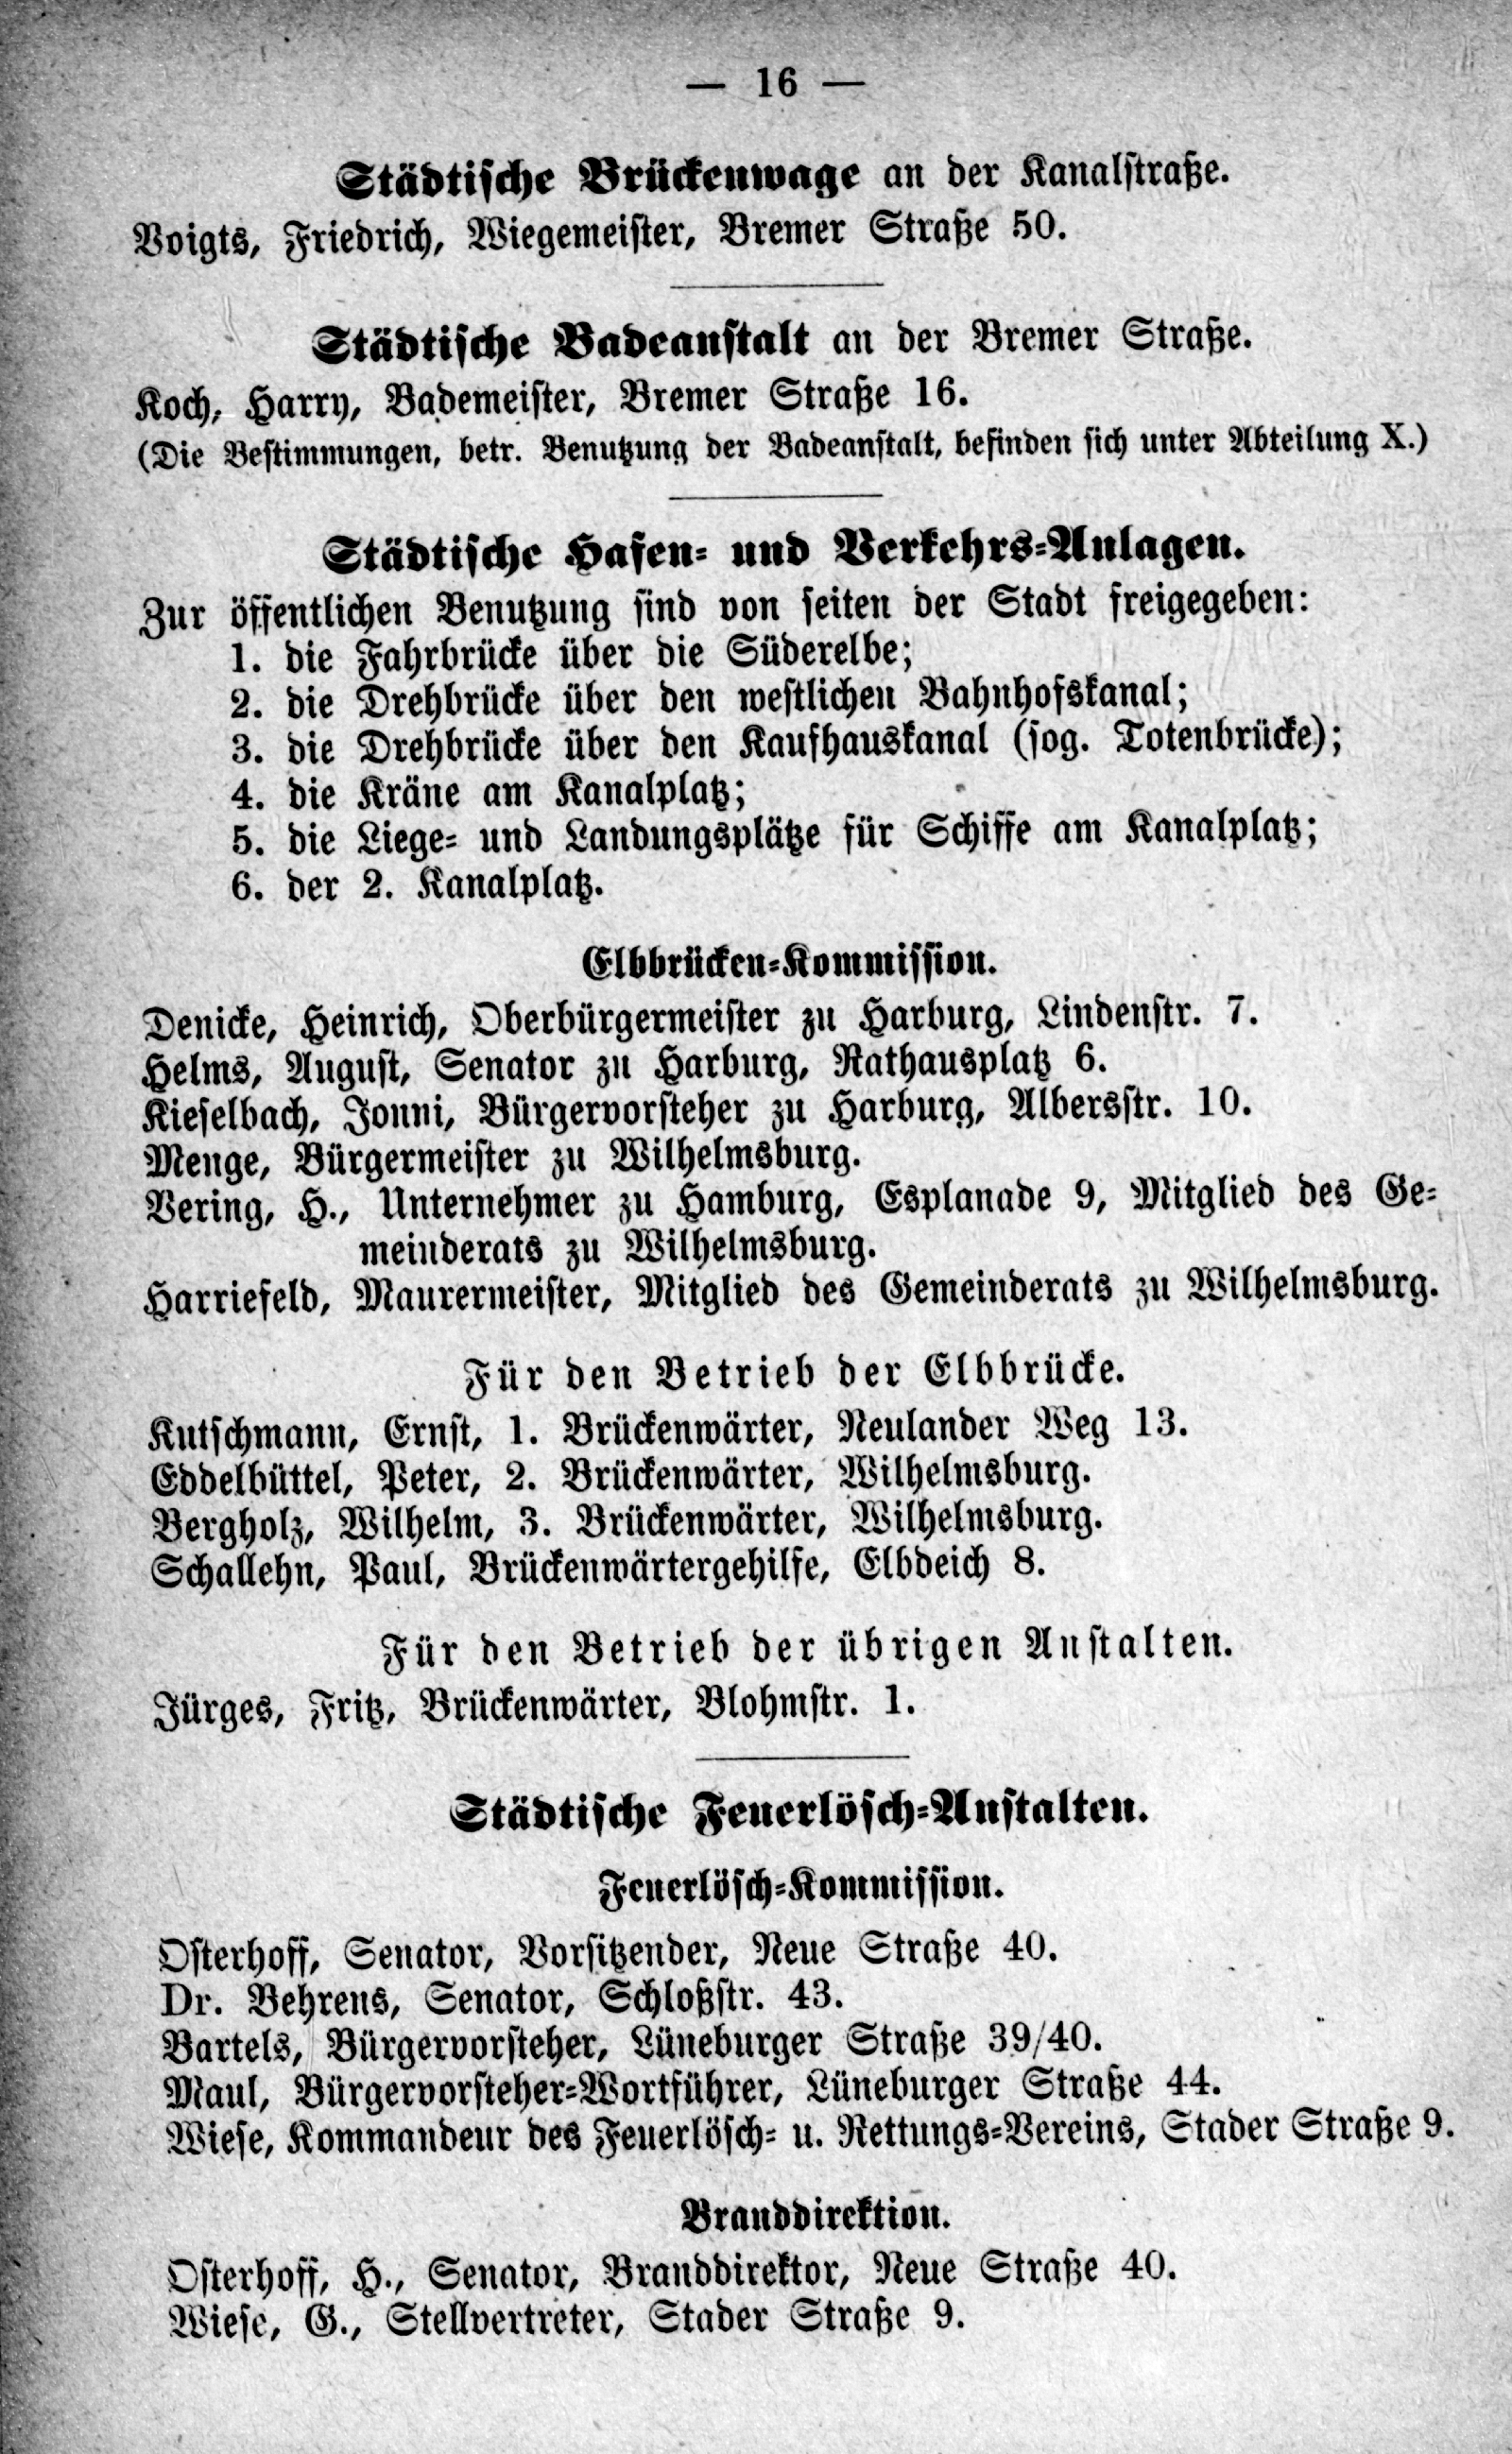 — 16 —
Städtische Brückenwage an der Kanalstraße.
Voigts, Friedrich, Wiegemeister, Bremer Straße 50.
Städtische Badeanstalt an der Bremer Straße.
Koch, Harry, Bademeister, Bremer Straße 16.
(Die Bestimmungen, betr. Benutzung der Badeanstalt, befinden sich unter Abteilung X.)
Städtische Hafen- und Verkehrs-Anlagen.
Zur öffentlichen Benutzung sind von seiten der Stadt freigegeben:
1. die Fahrbrücke über die Süderelbe;
2. die Drehbrücke über den westlichen Bahnhofskanal;
3. die Drehbrücke über den Kaufhauskanal (sog. Totenbrücke);
4. die Kräne am Kanalplatz;
5. die Liege- und Landungsplätze für Schiffe am Kanalplatz;
6. der 2. Kanalplatz.
Elbbrücken-Kommission.
Denicke, Heinrich, Oberbürgermeister zu Harburg, Lindenstr. 7.
Helms, August, Senator zu Harburg, Rathausplatz 6.
Kieselbach, Jonni, Bürgervorsteher zu Harburg, Albersstr. 10.
Menge, Bürgermeister zu Wilhelmsburg.
Vering, H., Unternehmer zu Hamburg, Esplanade 9, Mitglied des Ge-
meinderats zu Wilhelmsburg.
Harriefeld, Maurermeister, Mitglied des Gemeinderats zu Wilhelmsburg.
Für den Betrieb der Elbbrücke.
Kutschmann, Ernst, 1. Brückenwärter, Neulander Weg 13.
Eddelbüttel, Peter, 2. Brückenwärter, Wilhelmsburg.
Bergholz, Wilhelm, 3. Brückenwärter, Wilhelmsburg.
Schallehn, Paul, Brückenwärtergehilfe, Elbdeich 8.
Für den Betrieb der übrigen Anstalten.
Jürges, Fritz, Brückenwärter, Blohmstr. 1.
Städtische Feuerlösch-Anstalten.
Feuerlösch-Kommission.
Osterhoff, Senator, Vorsitzender, Neue Straße 40.
Dr. Behrens, Senator, Schloßstr. 43.
Bartels, Bürgervorsteher, Lüneburger Straße 39/40.
Maul, Bürgervorsteher-Wortführer, Lüneburger Straße 44.
Wiese, Kommandeur des Feuerlösch- u. Rettungs-Vereins, Stader Straße 9.
Branddirektion.
Osterhoff, H., Senator, Branddirektor, Neue Straße 40.
Wiese, G., Stellvertreter, Stader Straße 9.